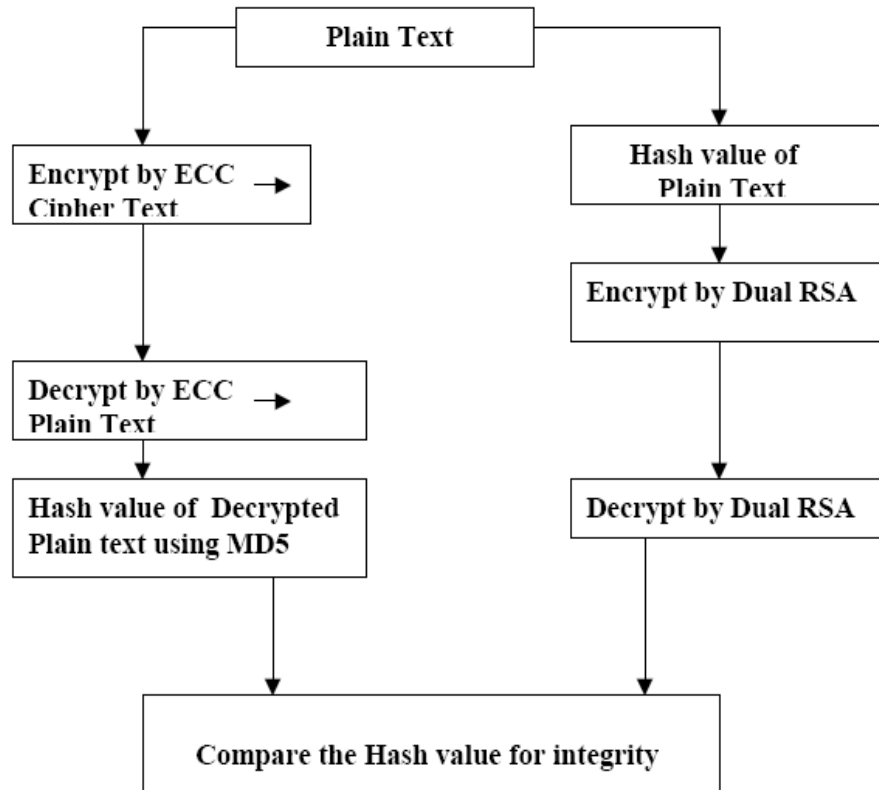 Plain Text
Encrypt by ECC
Cipher Text
Hash value of
Plain Text
Encrypt by Dual RSA
Decrypt by ECC
Plain Text
Hash value of Decrypted
Plain text using MD5
Decrypt by Dual RSA
Compare the Hash value for integrity